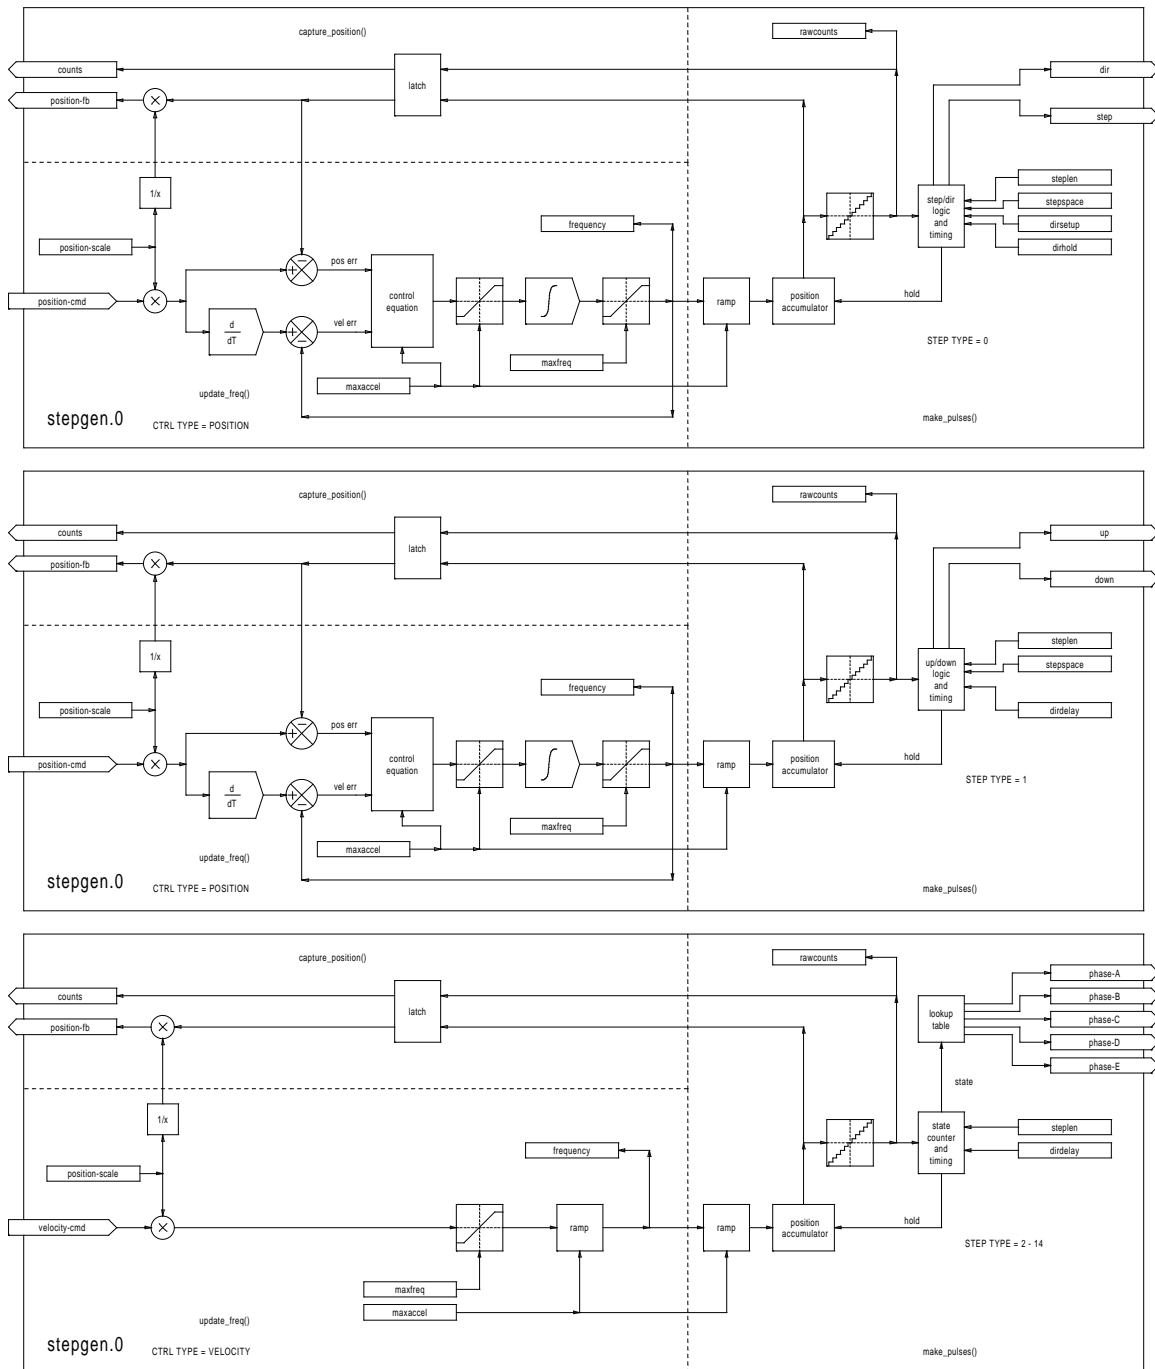 capture_position()
rawcounts
counts
dir
latch
position-fb
step
1/x
steplen
step/dir
logic
and
timing
stepspace
frequency
dirsetup
position-scale
dirhold
pos err
position-cmd
control
equation
ramp
position
accumulator
hold
d
dT
vel err
STEP TYPE = 0
maxfreq
maxaccel
update_freq()
stepgen.0
CTRL TYPE = POSITION
make_pulses()
capture_position()
rawcounts
counts
up
latch
position-fb
down
1/x
steplen
up/down
logic
and
timing
stepspace
frequency
position-scale
dirdelay
pos err
position-cmd
control
equation
ramp
position
accumulator
hold
d
dT
vel err
STEP TYPE = 1
maxfreq
maxaccel
update_freq()
stepgen.0
CTRL TYPE = POSITION
make_pulses()
capture_position()
rawcounts
phase-A
counts
phase-B
latch
lookup
table
phase-C
position-fb
phase-D
phase-E
state
1/x
state
counter
and
timing
steplen
frequency
dirdelay
position-scale
velocity-cmd
ramp
ramp
position
accumulator
hold
STEP TYPE = 2 - 14
maxfreq
maxaccel
update_freq()
stepgen.0
CTRL TYPE = VELOCITY
make_pulses()